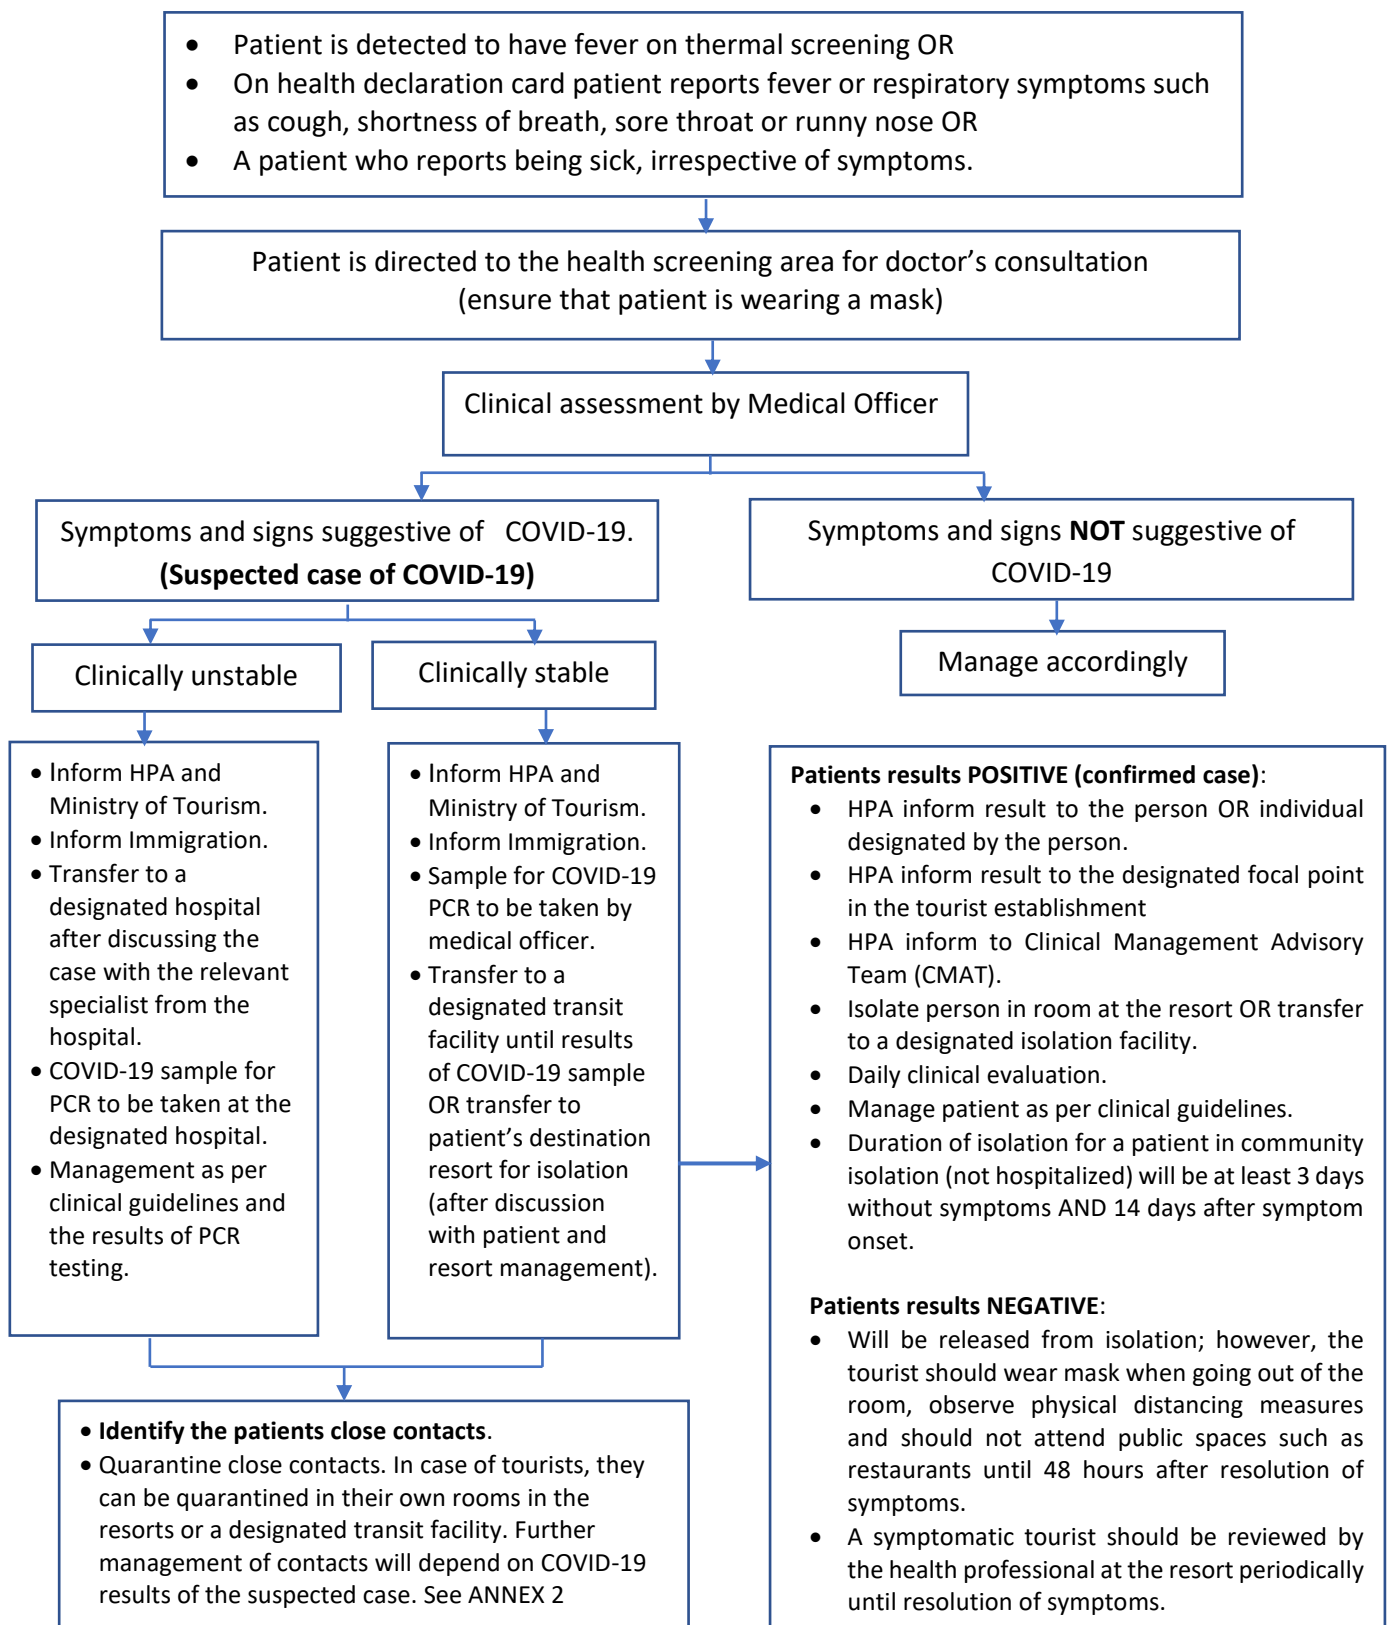 • Patient is detected to have fever on thermal screening OR
• On health declaration card patient reports fever or respiratory symptoms such
as cough, shortness of breath, sore throat or runny nose OR
• A patient who reports being sick, irrespective of symptoms.
Patient is directed to the health screening area for doctor’s consultation
(ensure that patient is wearing a mask)
Clinical assessment by Medical Officer
Symptoms and signs suggestive of COVID-19.
(Suspected case of COVID-19)
Symptoms and signs NOT suggestive of
COVID-19
Clinically unstable
Clinically stable
Manage accordingly
• Inform HPA and
Ministry of Tourism.
• Inform Immigration.
• Transfer to a
designated hospital
after discussing the
case with the relevant
specialist from the
hospital.
• COVID-19 sample for
PCR to be taken at the
designated hospital.
• Management as per
clinical guidelines and
the results of PCR
testing.
• Inform HPA and
Ministry of Tourism.
• Inform Immigration.
• Sample for COVID-19
PCR to be taken by
medical officer.
• Transfer to a
designated transit
facility until results
of COVID-19 sample
OR transfer to
patient’s destination
resort for isolation
(after discussion
with patient and
resort management).
Patients results POSITIVE (confirmed case):
• HPA inform result to the person OR individual
designated by the person.
• HPA inform result to the designated focal point
in the tourist establishment
• HPA inform to Clinical Management Advisory
Team (CMAT).
• Isolate person in room at the resort OR transfer
to a designated isolation facility.
• Daily clinical evaluation.
• Manage patient as per clinical guidelines.
• Duration of isolation for a patient in community
isolation (not hospitalized) will be at least 3 days
without symptoms AND 14 days after symptom
onset.
Patients results NEGATIVE:
• Will be released from isolation; however, the
tourist should wear mask when going out of the
room, observe physical distancing measures
and should not attend public spaces such as
restaurants until 48 hours after resolution of
symptoms.
• A symptomatic tourist should be reviewed by
the health professional at the resort periodically
until resolution of symptoms.
• Identify the patients close contacts.
• Quarantine close contacts. In case of tourists, they
can be quarantined in their own rooms in the
resorts or a designated transit facility. Further
management of contacts will depend on COVID-19
results of the suspected case. See ANNEX 2